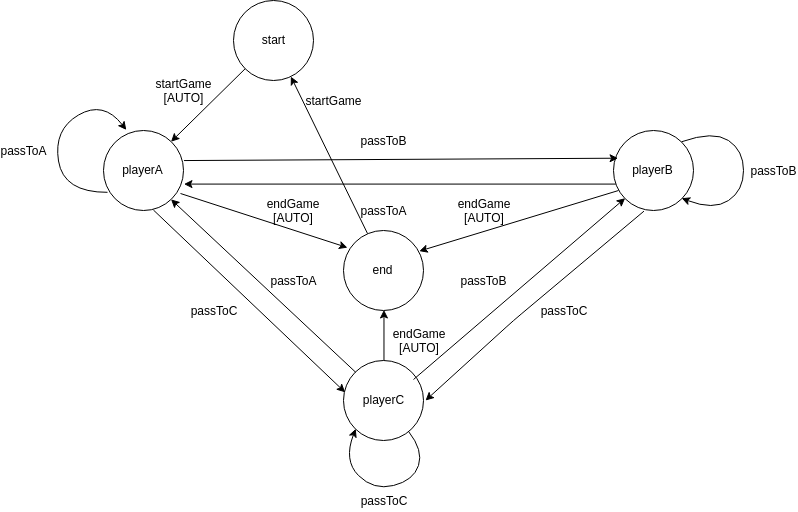 start
startGame
[AUTO]
startGame
passToA
playerA
passToB
playerB
passToB
endGame
[AUTO]
passToA
endGame
[AUTO]
end
passToA
passToB
passToC
passToC
endGame
[AUTO]
playerC
passToC